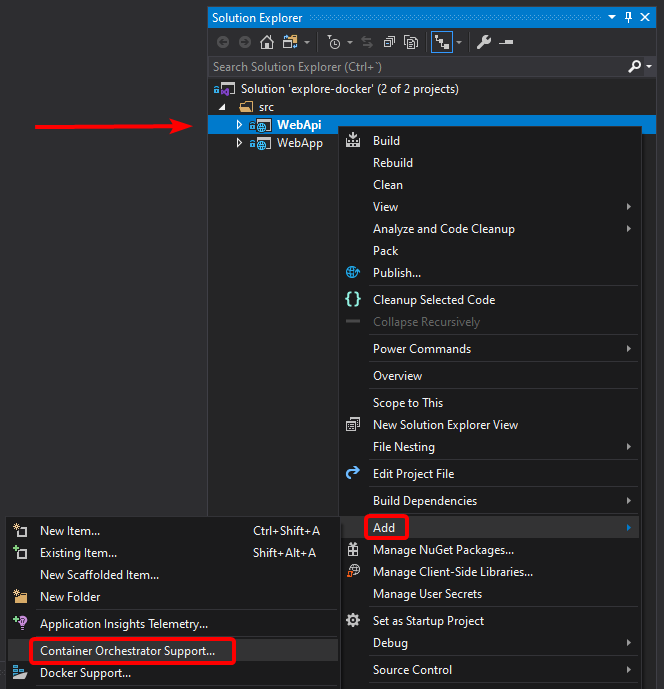 Solution Explorer
Search Solution Explorer (Ctrl+`)
Solution 'explore-docker' (2 of 2 projects)
src
WebApi
WebApp
Build
Rebuild
Clean
View
Analyze and Code Cleanup
Pack
Publish...
Cleanup Selected Code
Collapse Recursively
Power Commands
Overview
Scope to This
New Solution Explorer View
File Nesting
Edit Project File
Build Dependencies
Add
Manage NuGet Packages...
Manage Client-Side Libraries...
Manage User Secrets
Set as Startup Project
Debug
Source Control
New Item... Ctrl+Shift+A
Existing Item... Shift+Alt+A
New Scaffolded Item...
New Folder
Application Insights Telemetry...
Container Orchestrator Support...
Docker Support...